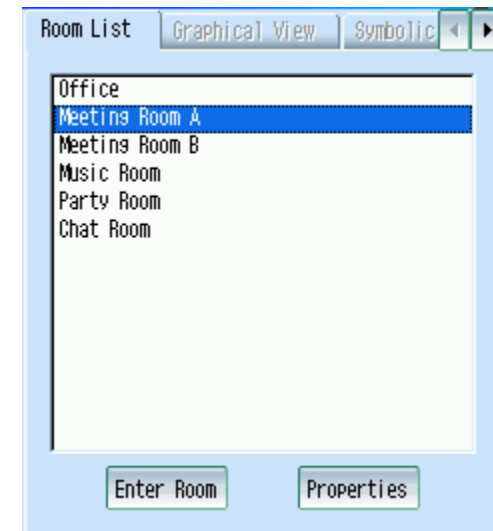 Room List Graphical View Symbolic
Office
Meeting Room A
Meeting Room B
Music Room
Party Room
Chat Room
Enter Room Properties